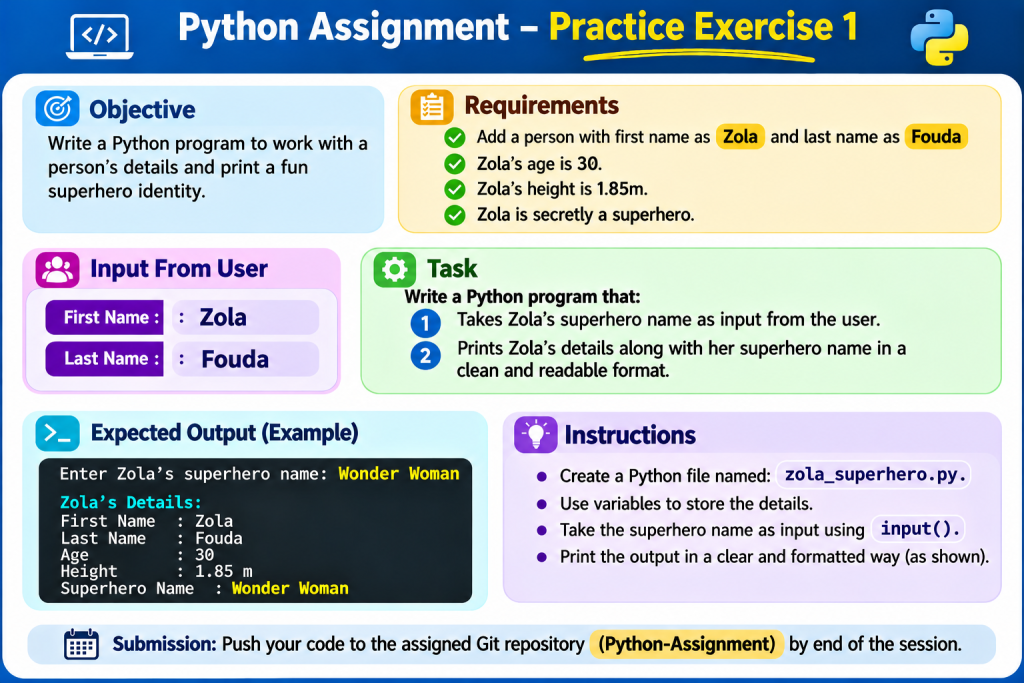 </>
Python Assignment – Practice Exercise 1
Objective
Write a Python program to work with a
person's details and print a fun
superhero identity.
Requirements
Add a person with first name as Zola and last name as Fouda
Zola's age is 30.
Zola's height is 1.85m.
Zola is secretly a superhero.
Input From User
First Name : : Zola
Last Name : : Fouda
Task
Write a Python program that:
1 Takes Zola's superhero name as input from the user.
2 Prints Zola's details along with her superhero name in a
clean and readable format.
>_ Expected Output (Example)
Enter Zola's superhero name: Wonder Woman
Zola's Details:
First Name : Zola
Last Name : Fouda
Age : 30
Height : 1.85 m
Superhero Name : Wonder Woman
Instructions
Create a Python file named: zola_superhero.py.
Use variables to store the details.
Take the superhero name as input using input().
Print the output in a clear and formatted way (as shown).
Submission: Push your code to the assigned Git repository (Python-Assignment) by end of the session.